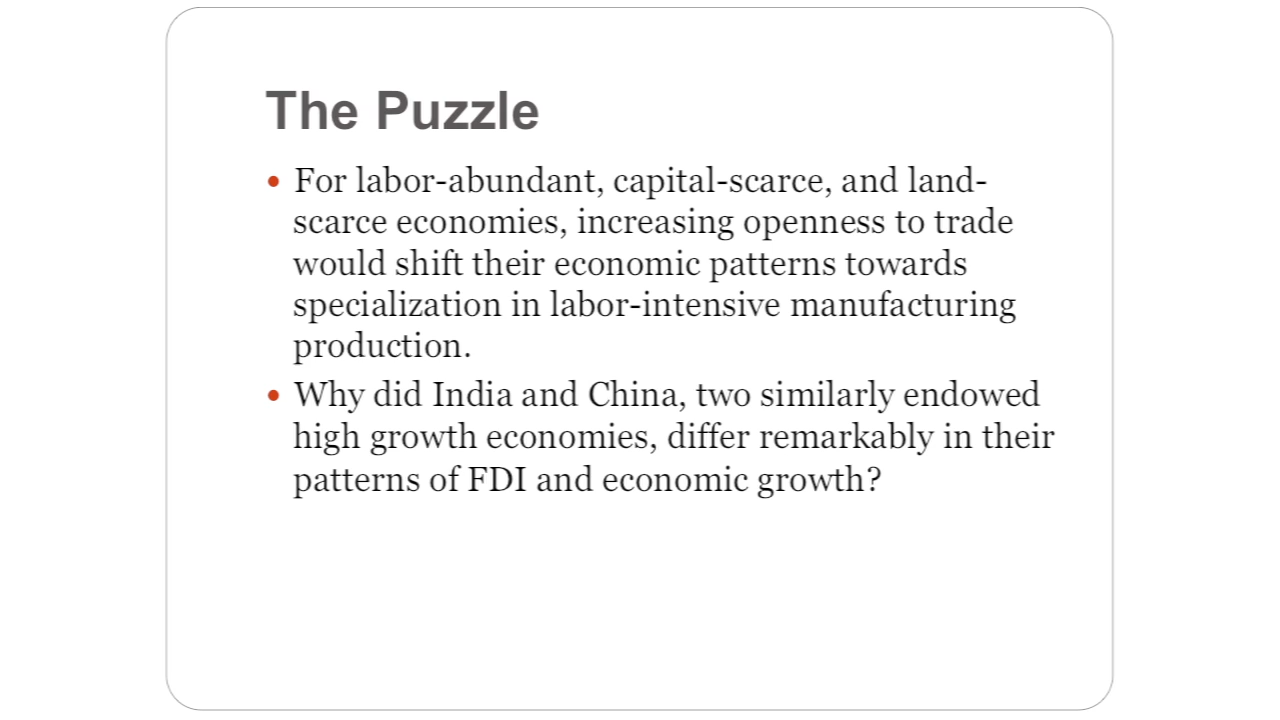 The Puzzle
• For labor-abundant, capital-scarce, and land-
scarce economies, increasing openness to trade
would shift their economic patterns towards
specialization in labor-intensive manufacturing
production.
• Why did India and China, two similarly endowed
high growth economies, differ remarkably in their
patterns of FDI and economic growth?